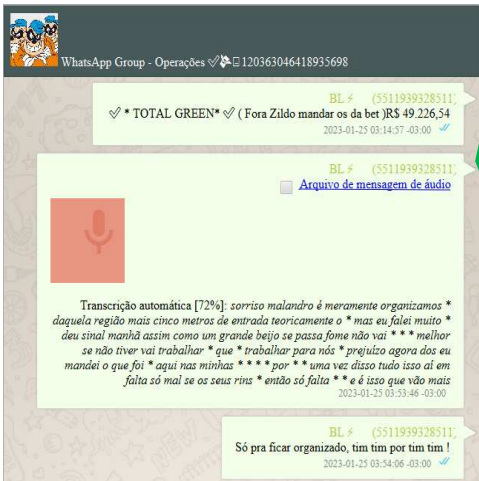 WhatsApp Group - Operações ✅ 120363046418935698
BL ⚡ (5511939328511)
✅ * TOTAL GREEN* ✅ ( Fora Zildo mandar os da bet )R$ 49.226,54
2023-01-25 03:14:57 -03:00
BL ⚡ (5511939328511)
Arquivo de mensagem de áudio
Transcrição automática [72%]: sorriso malandro é meramente organizamos *
daquela região mais cinco metros de entrada teoricamente o * mas eu falei muito *
deu sinal manhã assim como um grande beijo se passa fome não vai * * * melhor
se não tiver vai trabalhar * que * trabalhar para nós * prejuízo agora dos eu
mandei o que foi * aqui nas minhas * * * * por * * uma vez disso tudo isso aí em
falta só mal se os seus rins * então só falta * * e é isso que vão mais
2023-01-25 03:53:46 -03:00
BL ⚡ (5511939328511)
Só pra ficar organizado, tim tim por tim tim !
2023-01-25 03:54:06 -03:00